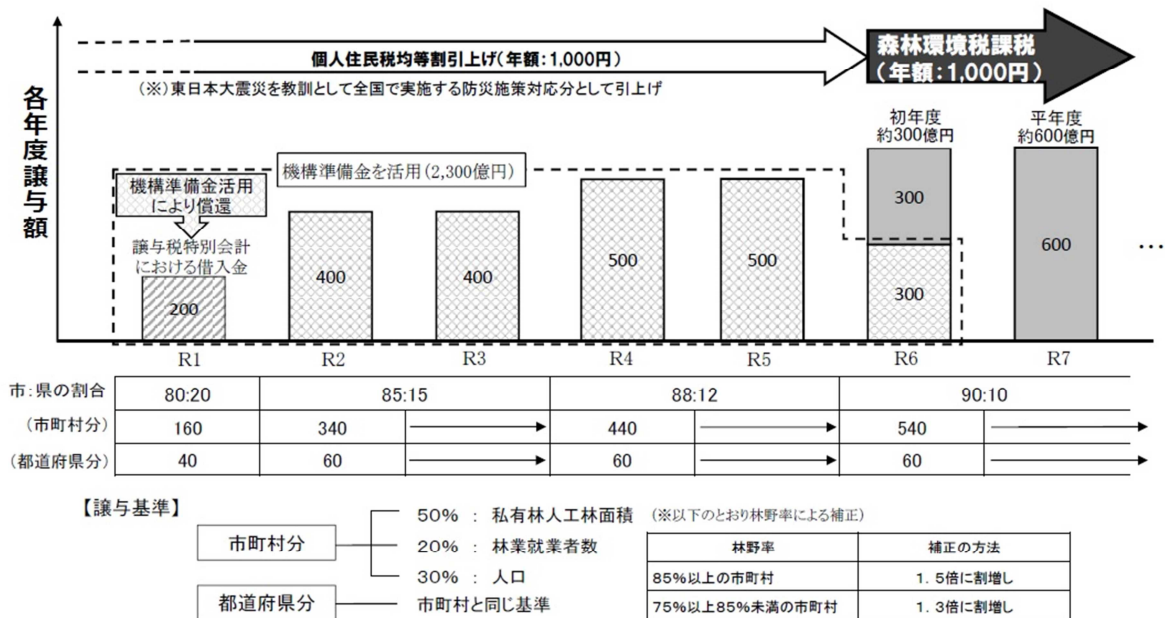 個人住民税均等割引上げ(年額:1,000円)
森林環境税課税
(年額:1,000円)
(※)東日本大震災を教訓として全国で実施する防災施策対応分として引上げ
各年度譲与額
初年度
約300億円
平年度
約600億円
機構準備金を活用(2,300億円)
機構準備金活用
により償還
譲与税特別会計
における借入金
200
400
400
500
500
300
300
600
…
R1 R2 R3 R4 R5 R6 R7
市:県の割合 80:20 85:15 88:12 90:10
(市町村分) 160 340 440 540
(都道府県分) 40 60 60 60
【譲与基準】
市町村分
50% : 私有林人工林面積 (※以下のとおり林野率による補正)
20% : 林業就業者数
30% : 人口
都道府県分 市町村と同じ基準
林野率 補正の方法
85%以上の市町村 1.5倍に割増し
75%以上85%未満の市町村 1.3倍に割増し